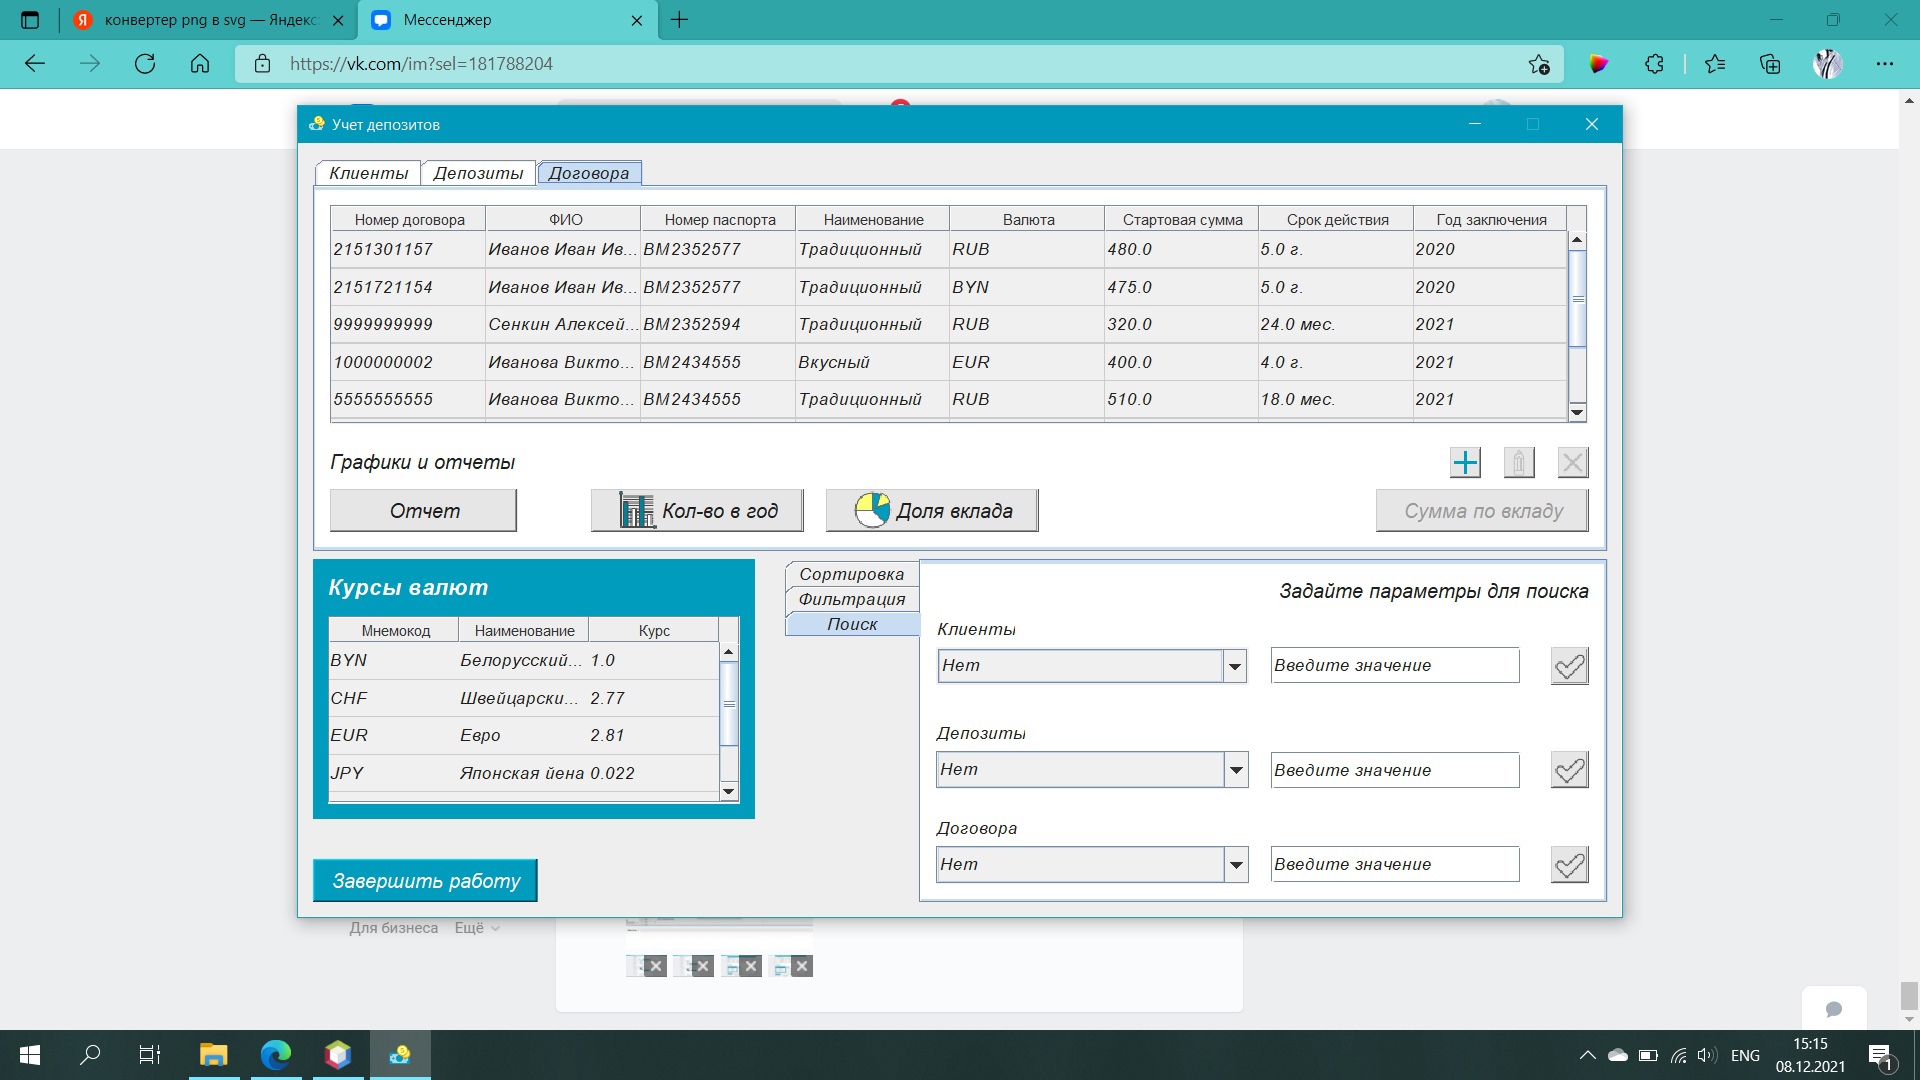 конвертер png в svg — Яндекс
Мессенджер
https://vk.com/im?sel=181788204
Учет депозитов
Клиенты Депозиты Договора
Номер договора ФИО Номер паспорта Наименование Валюта Стартовая сумма Срок действия Год заключения
2151301157 Иванов Иван Ив... BM2352577 Традиционный RUB 480.0 5.0 г. 2020
2151721154 Иванов Иван Ив... BM2352577 Традиционный BYN 475.0 5.0 г. 2020
9999999999 Сенкин Алексей... BM2352594 Традиционный RUB 320.0 24.0 мес. 2021
1000000002 Иванова Викто... BM2434555 Вкусный EUR 400.0 4.0 г. 2021
5555555555 Иванова Викто... BM2434555 Традиционный RUB 510.0 18.0 мес. 2021
Графики и отчеты
Отчет Кол-во в год Доля вклада Сумма по вкладу
Курсы валют
Мнемокод Наименование Курс
BYN Белорусский... 1.0
CHF Швейцарски... 2.77
EUR Евро 2.81
JPY Японская йена 0.022
Завершить работу
Сортировка
Фильтрация
Поиск
Задайте параметры для поиска
Клиенты
Нет Введите значение
Депозиты
Нет Введите значение
Договора
Нет Введите значение
Для бизнеса Ещё
ENG
15:15
08.12.2021
1